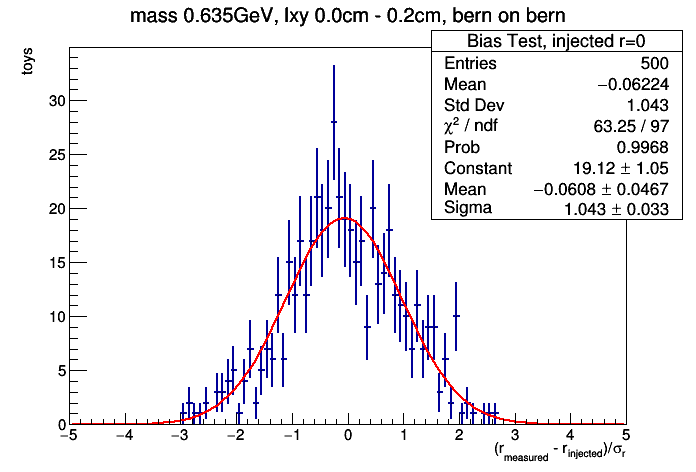 mass 0.635GeV, lxy 0.0cm - 0.2cm, bern on bern
toys
Bias Test, injected r=0
Entries 500
Mean −0.06224
Std Dev 1.043
χ² / ndf 63.25 / 97
Prob 0.9968
Constant 19.12 ± 1.05
Mean −0.0608 ± 0.0467
Sigma 1.043 ± 0.033
30
25
20
15
10
5
0
−5 −4 −3 −2 −1 0 1 2 3 4 5
(r_measured - r_injected)/σ_r